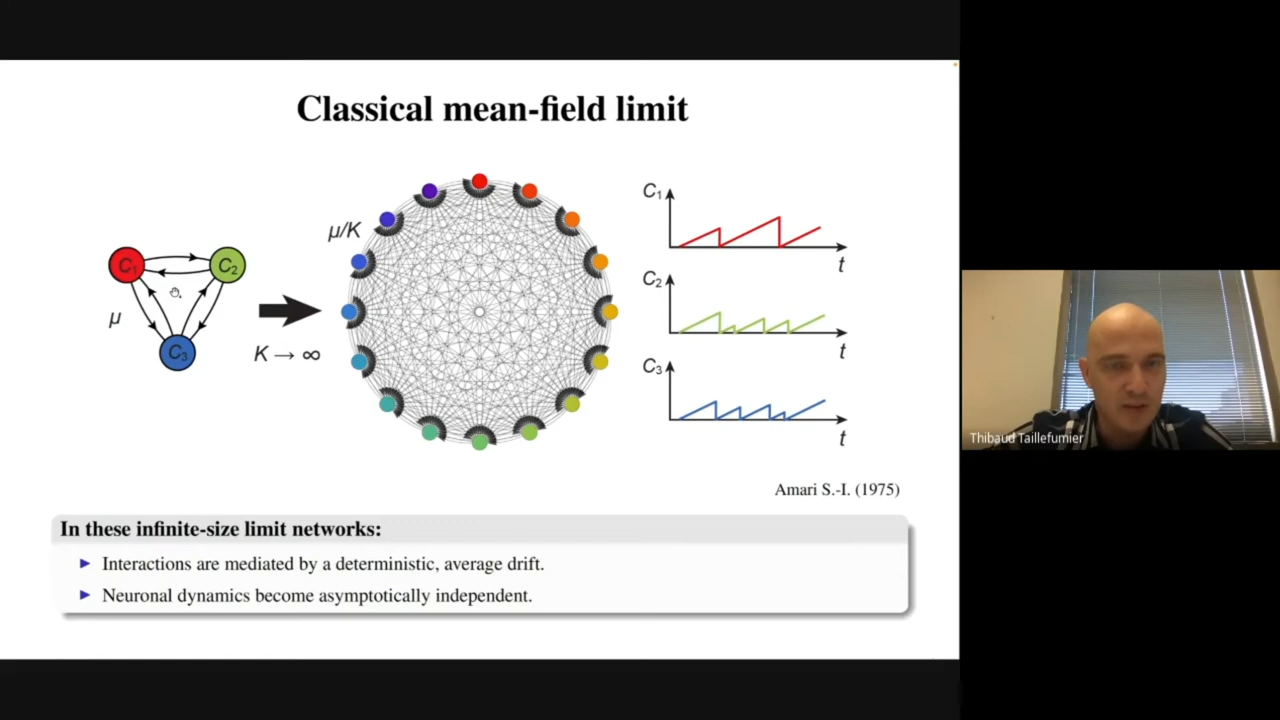 Classical mean-field limit
C₁
C₂
C₃
μ
K → ∞
μ/K
C₁
t
C₂
t
C₃
t
Amari S.-I. (1975)
In these infinite-size limit networks:
► Interactions are mediated by a deterministic, average drift.
► Neuronal dynamics become asymptotically independent.
Thibaud Taillefumier